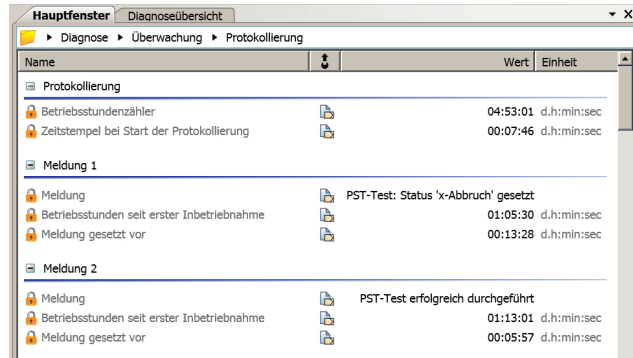 Hauptfenster Diagnoseübersicht
Diagnose Überwachung Protokollierung
Name Wert Einheit
Protokollierung
Betriebsstundenzähler 04:53:01 d.h:min:sec
Zeitstempel bei Start der Protokollierung 00:07:46 d.h:min:sec
Meldung 1
Meldung PST-Test: Status 'x-Abbruch' gesetzt
Betriebsstunden seit erster Inbetriebnahme 01:05:30 d.h:min:sec
Meldung gesetzt vor 00:13:28 d.h:min:sec
Meldung 2
Meldung PST-Test erfolgreich durchgeführt
Betriebsstunden seit erster Inbetriebnahme 01:13:01 d.h:min:sec
Meldung gesetzt vor 00:05:57 d.h:min:sec